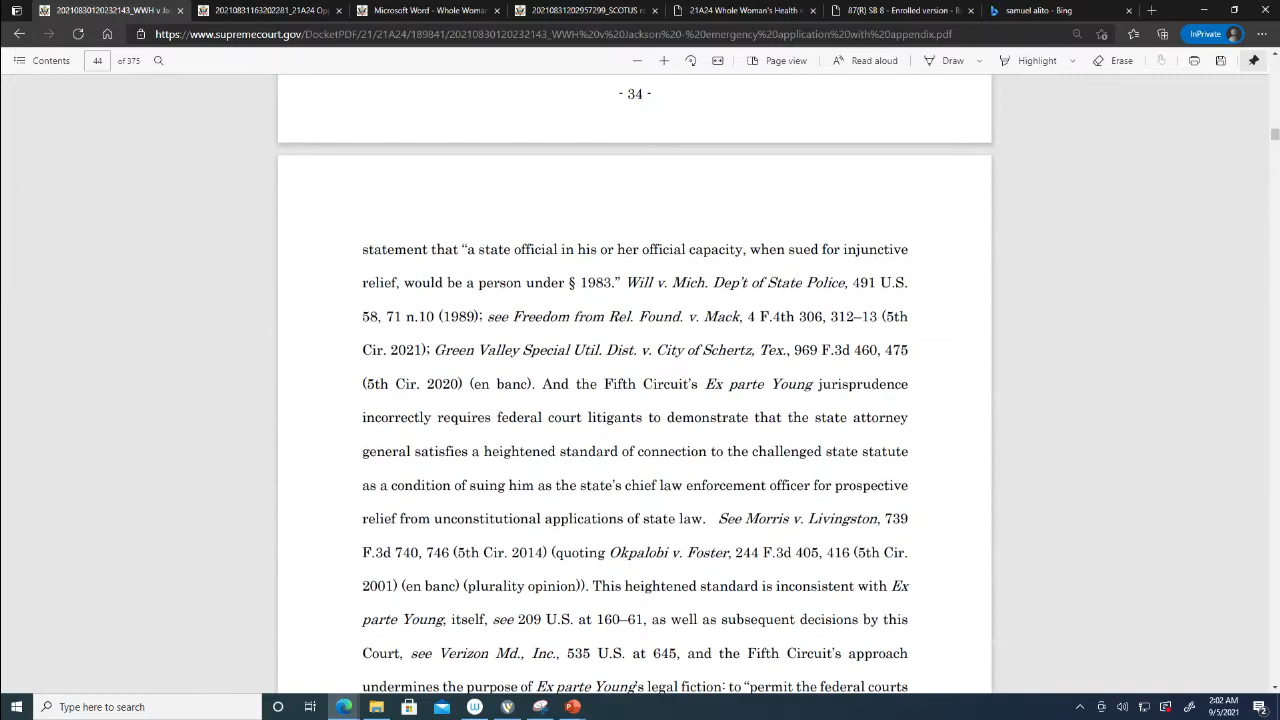 20210830120232143_WWH v Jac
20210831163200281_21A24 Opp
Microsoft Word - Whole Woma
20210831202957299_SCOTUS re
21A24 Whole Woman's Health v
87(R) SB 8 - Enrolled version - B
samuel alito - Bing
https://www.supremecourt.gov/DocketPDF/21/21A24/189841/20210830120232143_WWH%20v%20Jackson%20-%20emergency%20application%20with%20appendix.pdf
InPrivate
Contents 44 of 375 Page view Read aloud Draw Highlight Erase
- 34 -
statement that “a state official in his or her official capacity, when sued for injunctive
relief, would be a person under § 1983.” Will v. Mich. Dep’t of State Police, 491 U.S.
58, 71 n.10 (1989); see Freedom from Rel. Found. v. Mack, 4 F.4th 306, 312–13 (5th
Cir. 2021); Green Valley Special Util. Dist. v. City of Schertz, Tex., 969 F.3d 460, 475
(5th Cir. 2020) (en banc). And the Fifth Circuit’s Ex parte Young jurisprudence
incorrectly requires federal court litigants to demonstrate that the state attorney
general satisfies a heightened standard of connection to the challenged state statute
as a condition of suing him as the state’s chief law enforcement officer for prospective
relief from unconstitutional applications of state law. See Morris v. Livingston, 739
F.3d 740, 746 (5th Cir. 2014) (quoting Okpalobi v. Foster, 244 F.3d 405, 416 (5th Cir.
2001) (en banc) (plurality opinion)). This heightened standard is inconsistent with Ex
parte Young, itself, see 209 U.S. at 160–61, as well as subsequent decisions by this
Court, see Verizon Md., Inc., 535 U.S. at 645, and the Fifth Circuit’s approach
undermines the purpose of Ex parte Young’s legal fiction: to “permit the federal courts
Type here to search
2:02 AM
9/5/2021